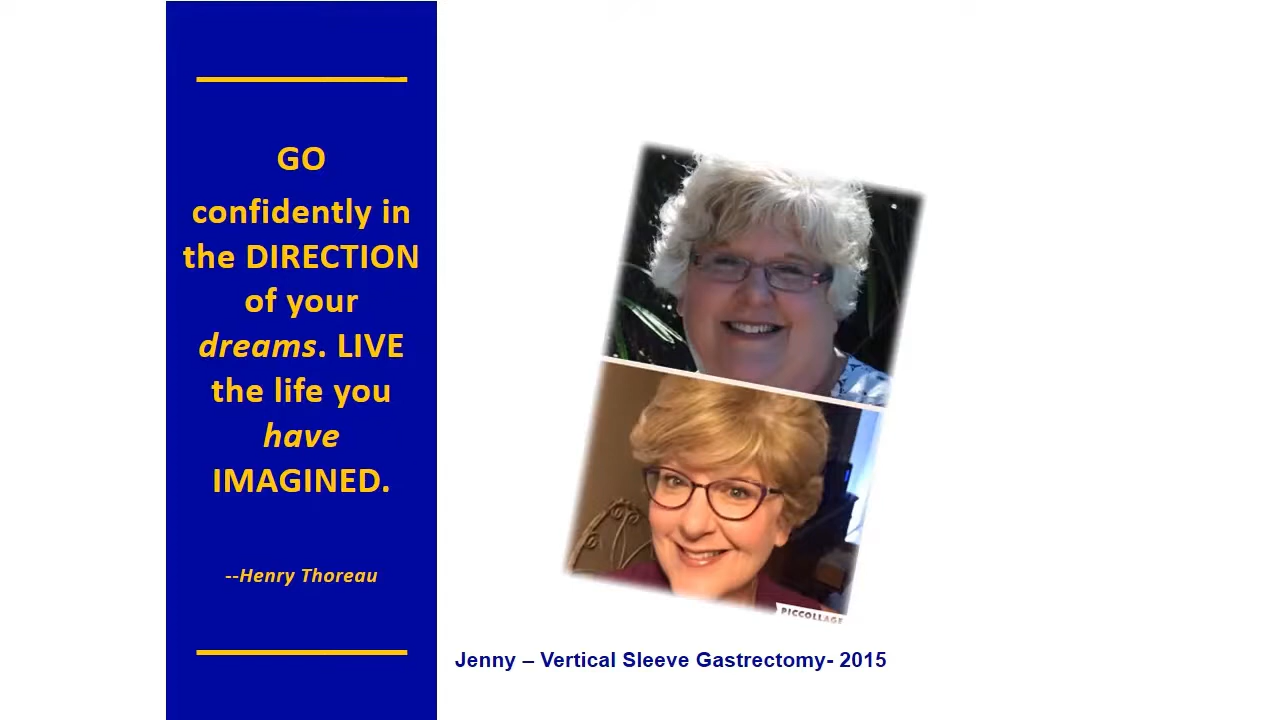 GO
confidently in
the DIRECTION
of your
dreams. LIVE
the life you
have
IMAGINED.
--Henry Thoreau
PICCOLLAGE
Jenny – Vertical Sleeve Gastrectomy- 2015